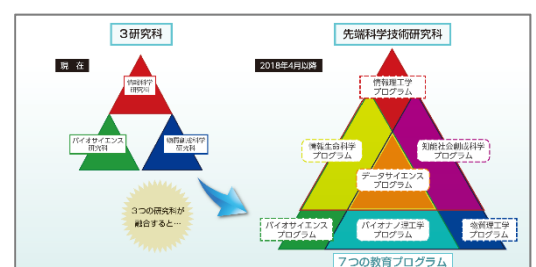 3研究科
先端科学技術研究科
現 在
2018年4月以降
情報科学
研究科
バイオサイエンス
研究科
物質創成科学
研究科
3つの研究科が
融合すると…
情報理工学
プログラム
情報生命科学
プログラム
知能社会創成科学
プログラム
データサイエンス
プログラム
バイオサイエンス
プログラム
バイオナノ理工学
プログラム
物質理工学
プログラム
7つの教育プログラム